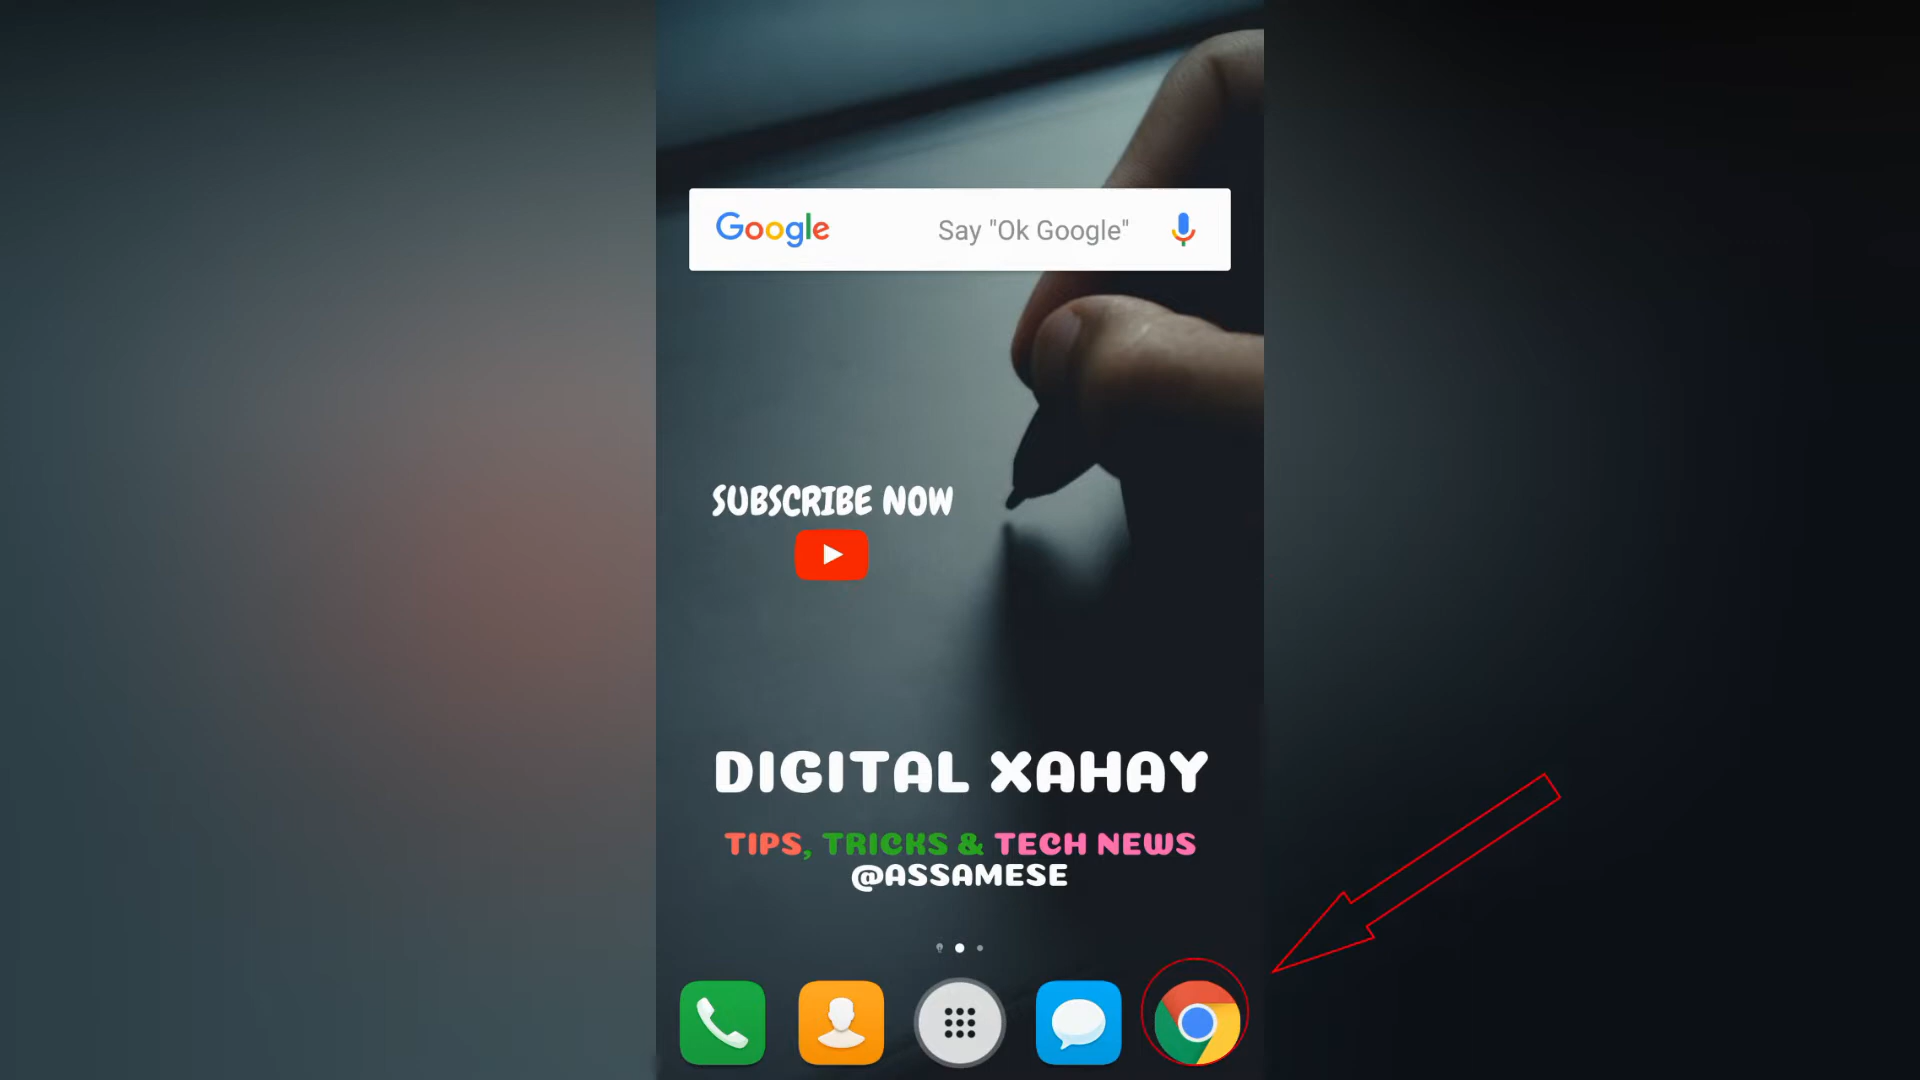 Google Say "Ok Google"
SUBSCRIBE NOW
DIGITAL XAHAY
TIPS, TRICKS & TECH NEWS
@ASSAMESE